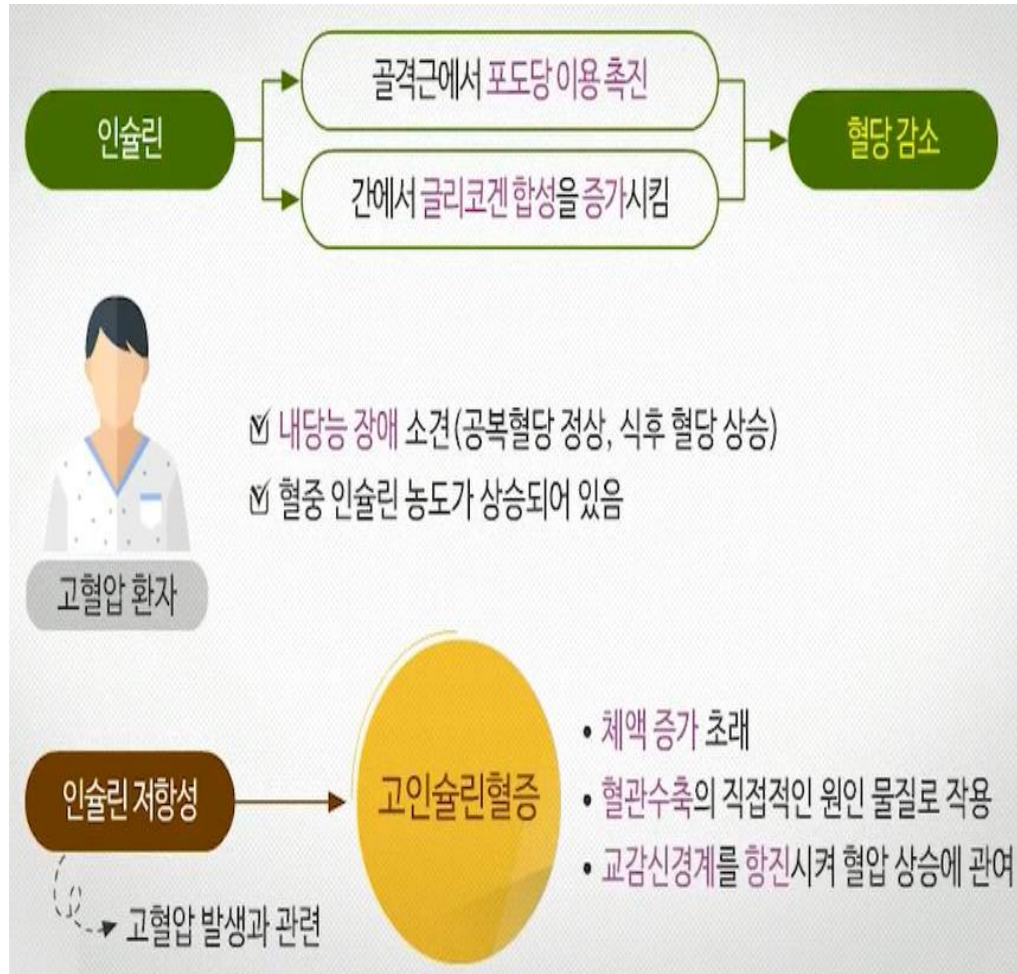 인슐린
골격근에서 포도당 이용 촉진
간에서 글리코겐 합성을 증가시킴
혈당 감소
내당능 장애 소견(공복혈당 정상, 식후 혈당 상승)
혈중 인슐린 농도가 상승되어 있음
고혈압 환자
인슐린 저항성
고혈압 발생과 관련
고인슐린혈증
• 체액 증가 초래
• 혈관수축의 직접적인 원인 물질로 작용
• 교감신경계를 항진시켜 혈압 상승에 관여